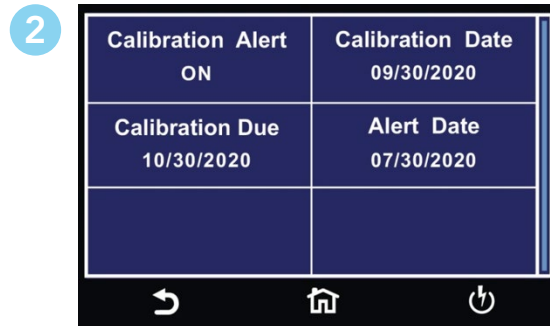 2
Calibration Alert
ON
Calibration Date
09/30/2020
Calibration Due
10/30/2020
Alert Date
07/30/2020